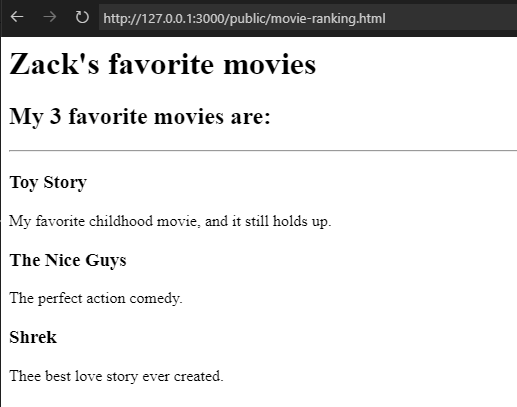 http://127.0.0.1:3000/public/movie-ranking.html
Zack's favorite movies
My 3 favorite movies are:
Toy Story
My favorite childhood movie, and it still holds up.
The Nice Guys
The perfect action comedy.
Shrek
Thee best love story ever created.